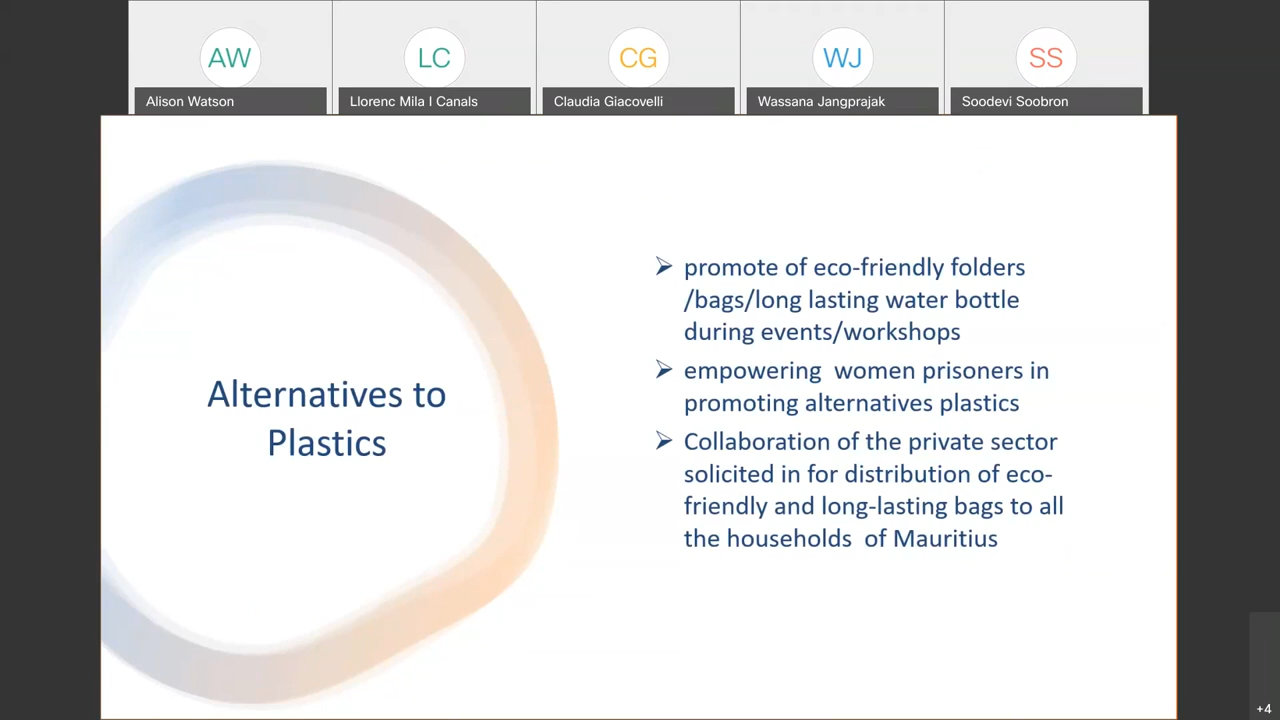 AW
LC
CG
WJ
SS
Alison Watson
Llorenc Mila I Canals
Claudia Giacovelli
Wassana Jangprajak
Soodevi Soobron
Alternatives to
Plastics
promote of eco-friendly folders
/bags/long lasting water bottle
during events/workshops
empowering  women prisoners in
promoting alternatives plastics
Collaboration of the private sector
solicited in for distribution of eco-
friendly and long-lasting bags to all
the households  of Mauritius
+4